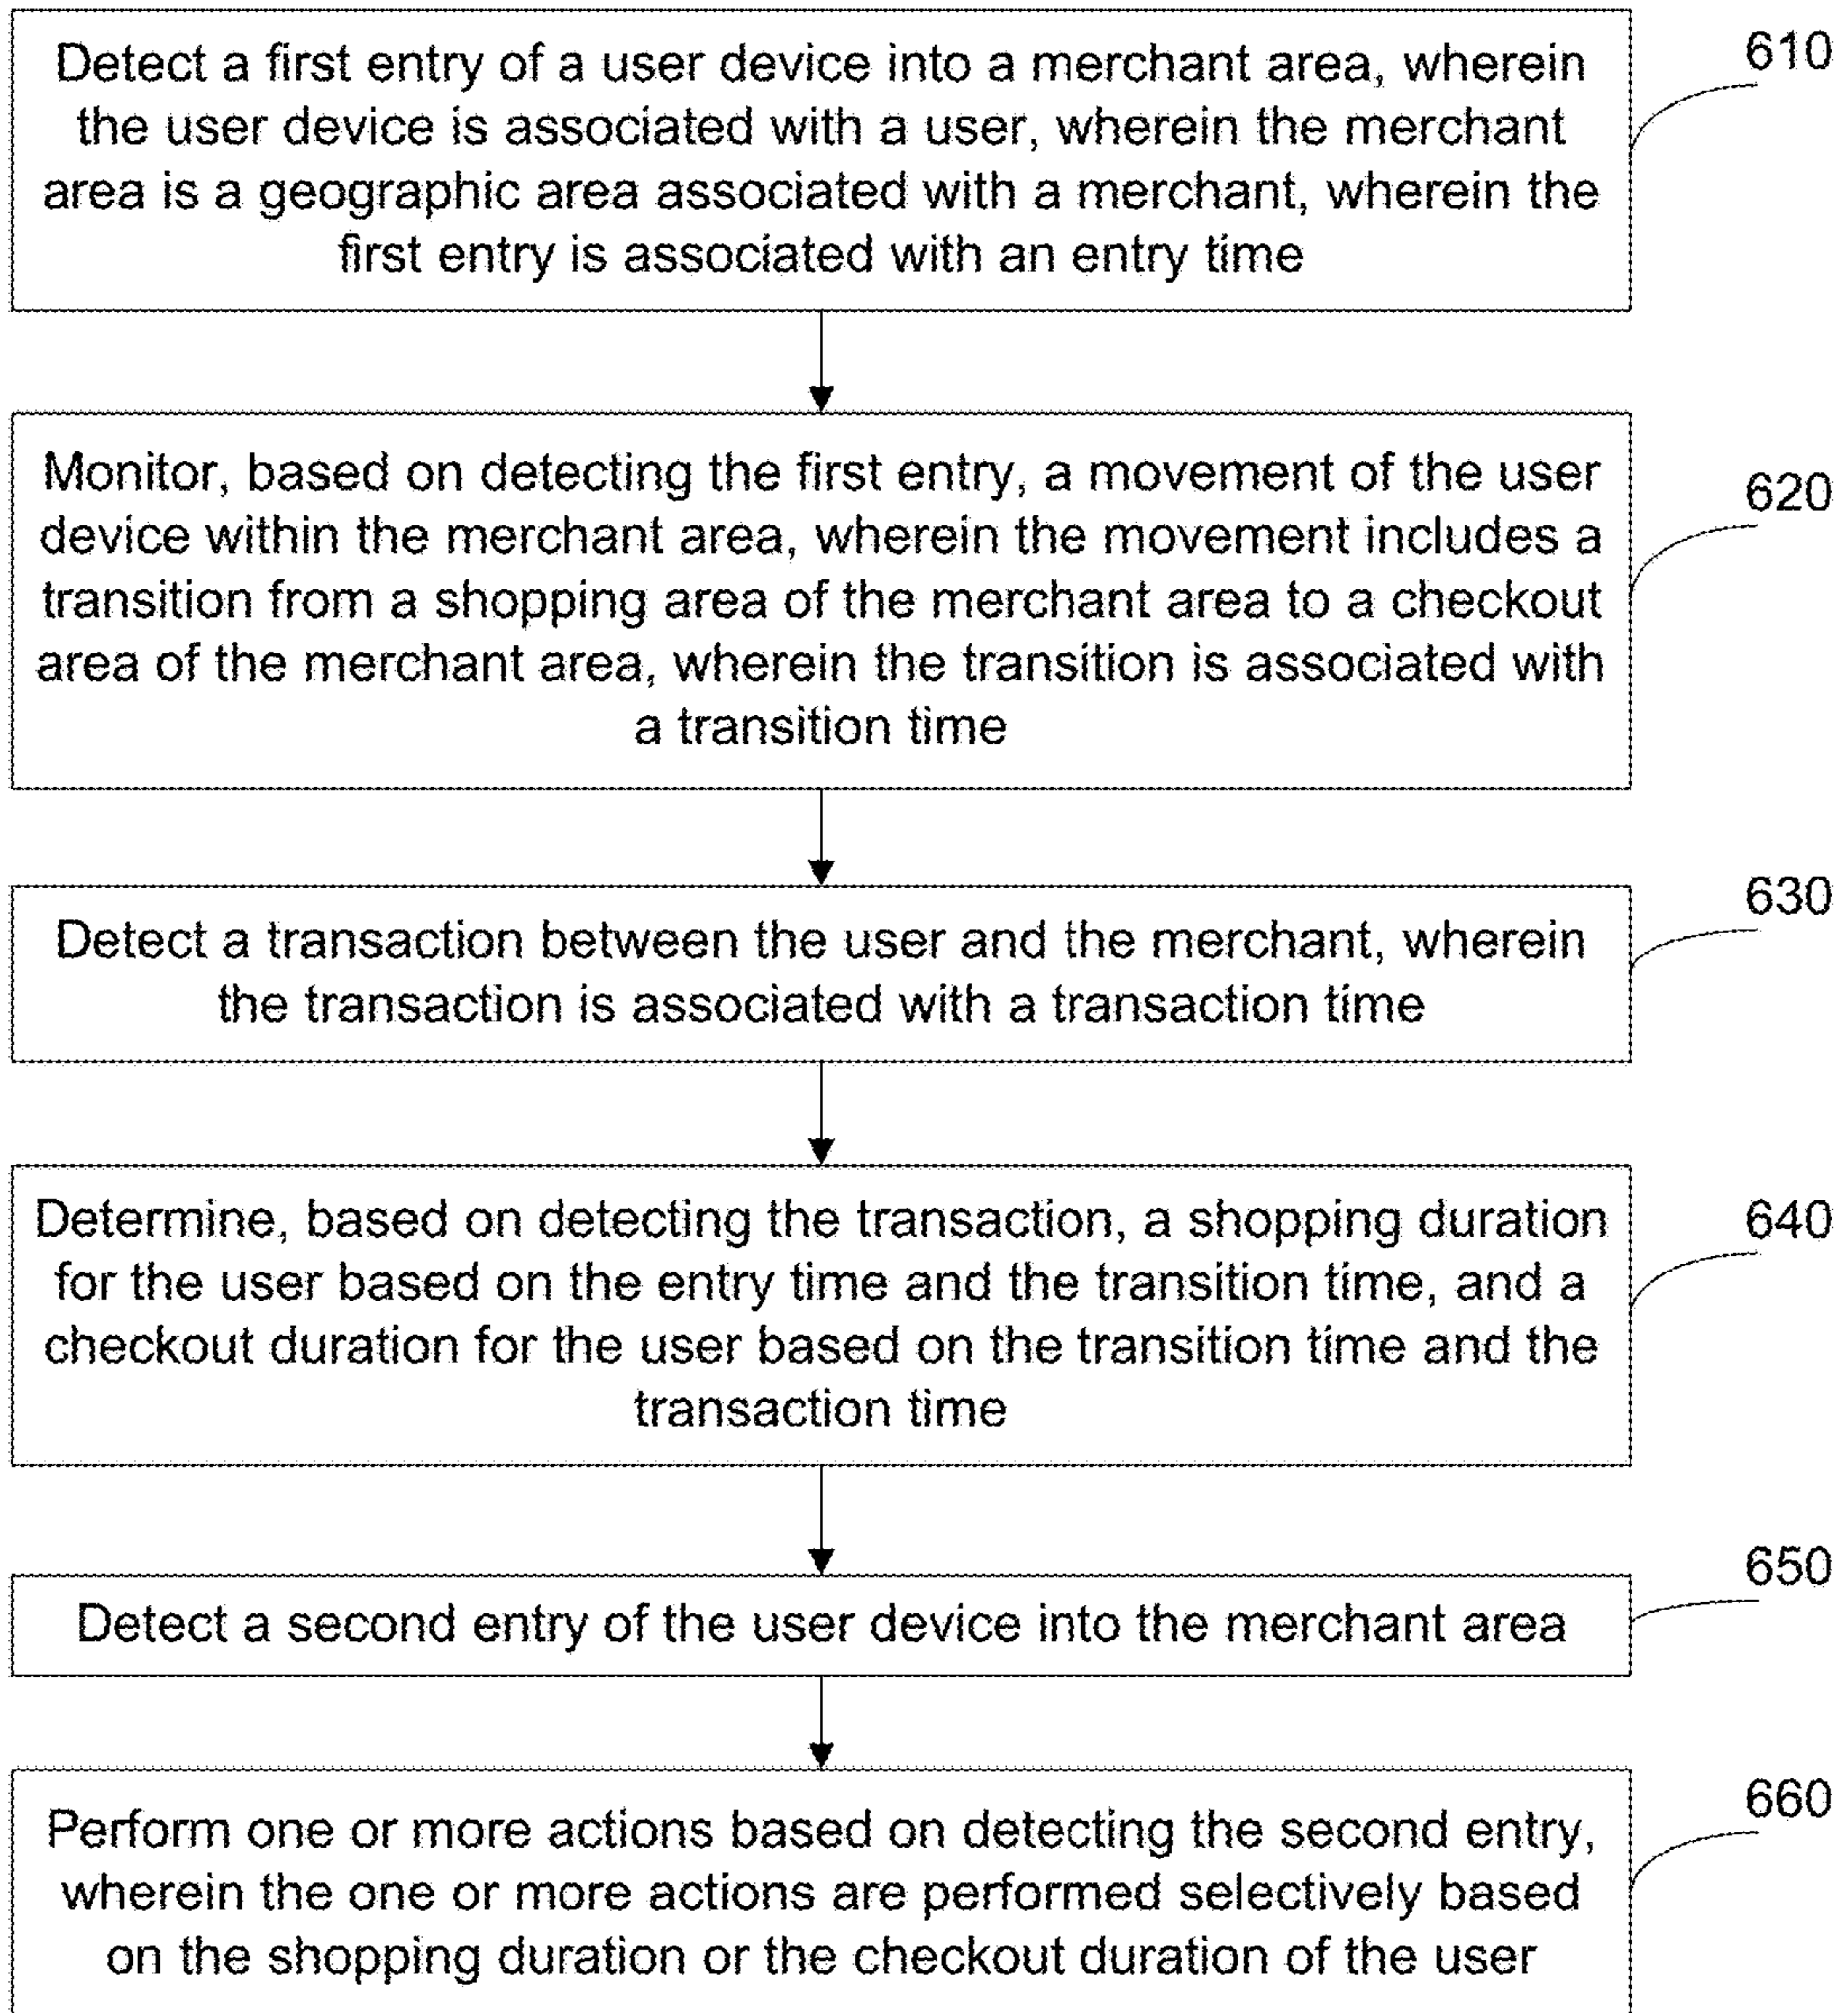 Detect a first entry of a user device into a merchant area, wherein
the user device is associated with a user, wherein the merchant
area is a geographic area associated with a merchant, wherein the
first entry is associated with an entry time
610
Monitor, based on detecting the first entry, a movement of the user
device within the merchant area, wherein the movement includes a
transition from a shopping area of the merchant area to a checkout
area of the merchant area, wherein the transition is associated with
a transition time
620
Detect a transaction between the user and the merchant, wherein
the transaction is associated with a transaction time
630
Determine, based on detecting the transaction, a shopping duration
for the user based on the entry time and the transition time, and a
checkout duration for the user based on the transition time and the
transaction time
640
Detect a second entry of the user device into the merchant area
650
Perform one or more actions based on detecting the second entry,
wherein the one or more actions are performed selectively based
on the shopping duration or the checkout duration of the user
660